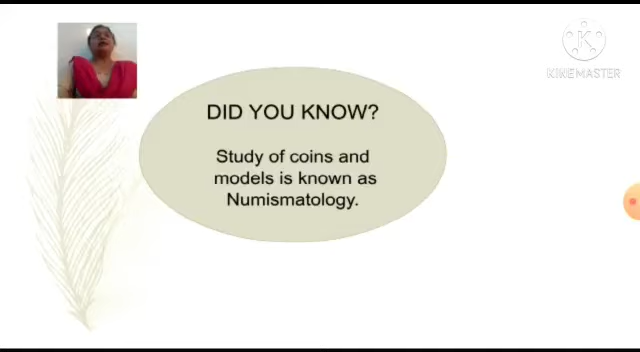 KINEMASTER
DID YOU KNOW?
Study of coins and
models is known as
Numismatology.